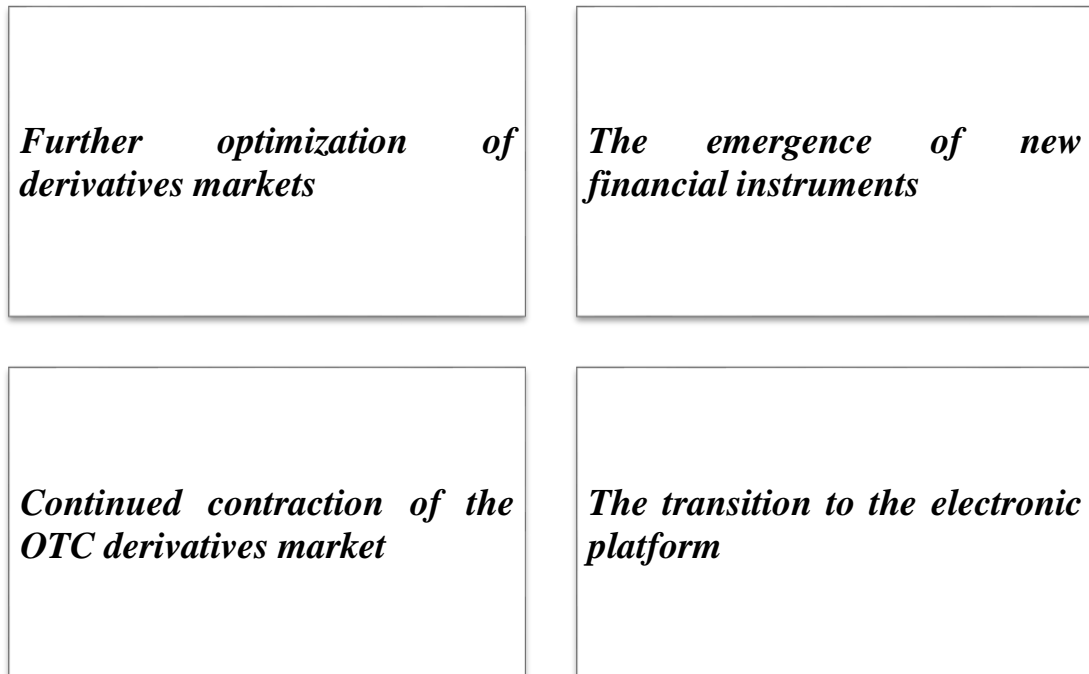 Further optimization of
derivatives markets
The emergence of new
financial instruments
Continued contraction of the
OTC derivatives market
The transition to the electronic
platform